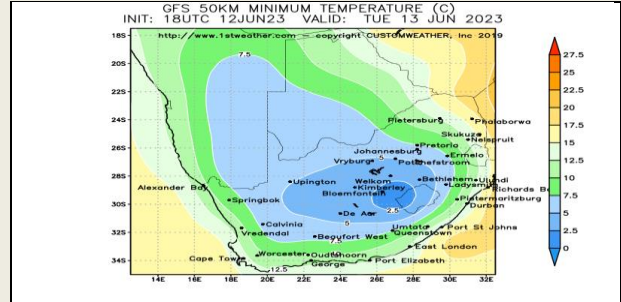 GFS 50KM MINIMUM TEMPERATURE (C)
INIT: 18UTC 12JUN23 VALID: TUE 13 JUN 2023
http://www.1stweather.com — copyright CUSTOMWEATHER, Inc 2019
18S
20S
22S
24S
26S
28S
30S
32S
34S
14E
16E
18E
20E
22E
24E
26E
28E
30E
32E
7.5
Pietersburg
Phalaborwa
Skukuza
Nelspruit
Pretoria
Johannesburg
5
Ermelo
Vryburg
Potchefstroom
Alexander Bay
Upington
Welkom
Bethlehem
Ulundi
Kimberley
Ladysmith
Richards B
Bloemfontein
Springbok
Pietermaritzburg
2.5
Durban
De Aar
5
Calvinia
Umtata
Port St Johns
Vredendal
Beaufort West
Queenstown
7.5
East London
Worcester
Oudtshoorn
10
Cape Town
George
Port Elizabeth
12.5
27.5
25
22.5
20
17.5
15
12.5
10
7.5
5
2.5
0